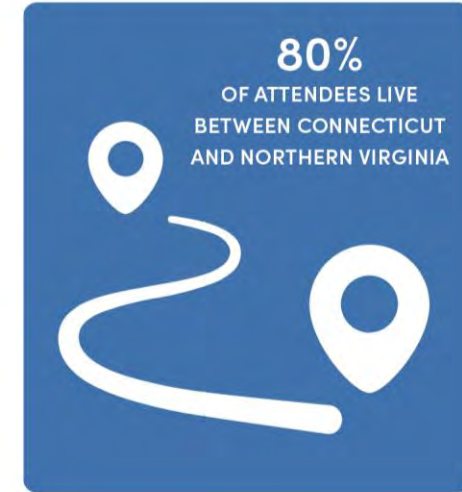 80%
OF ATTENDEES LIVE
BETWEEN CONNECTICUT
AND NORTHERN VIRGINIA